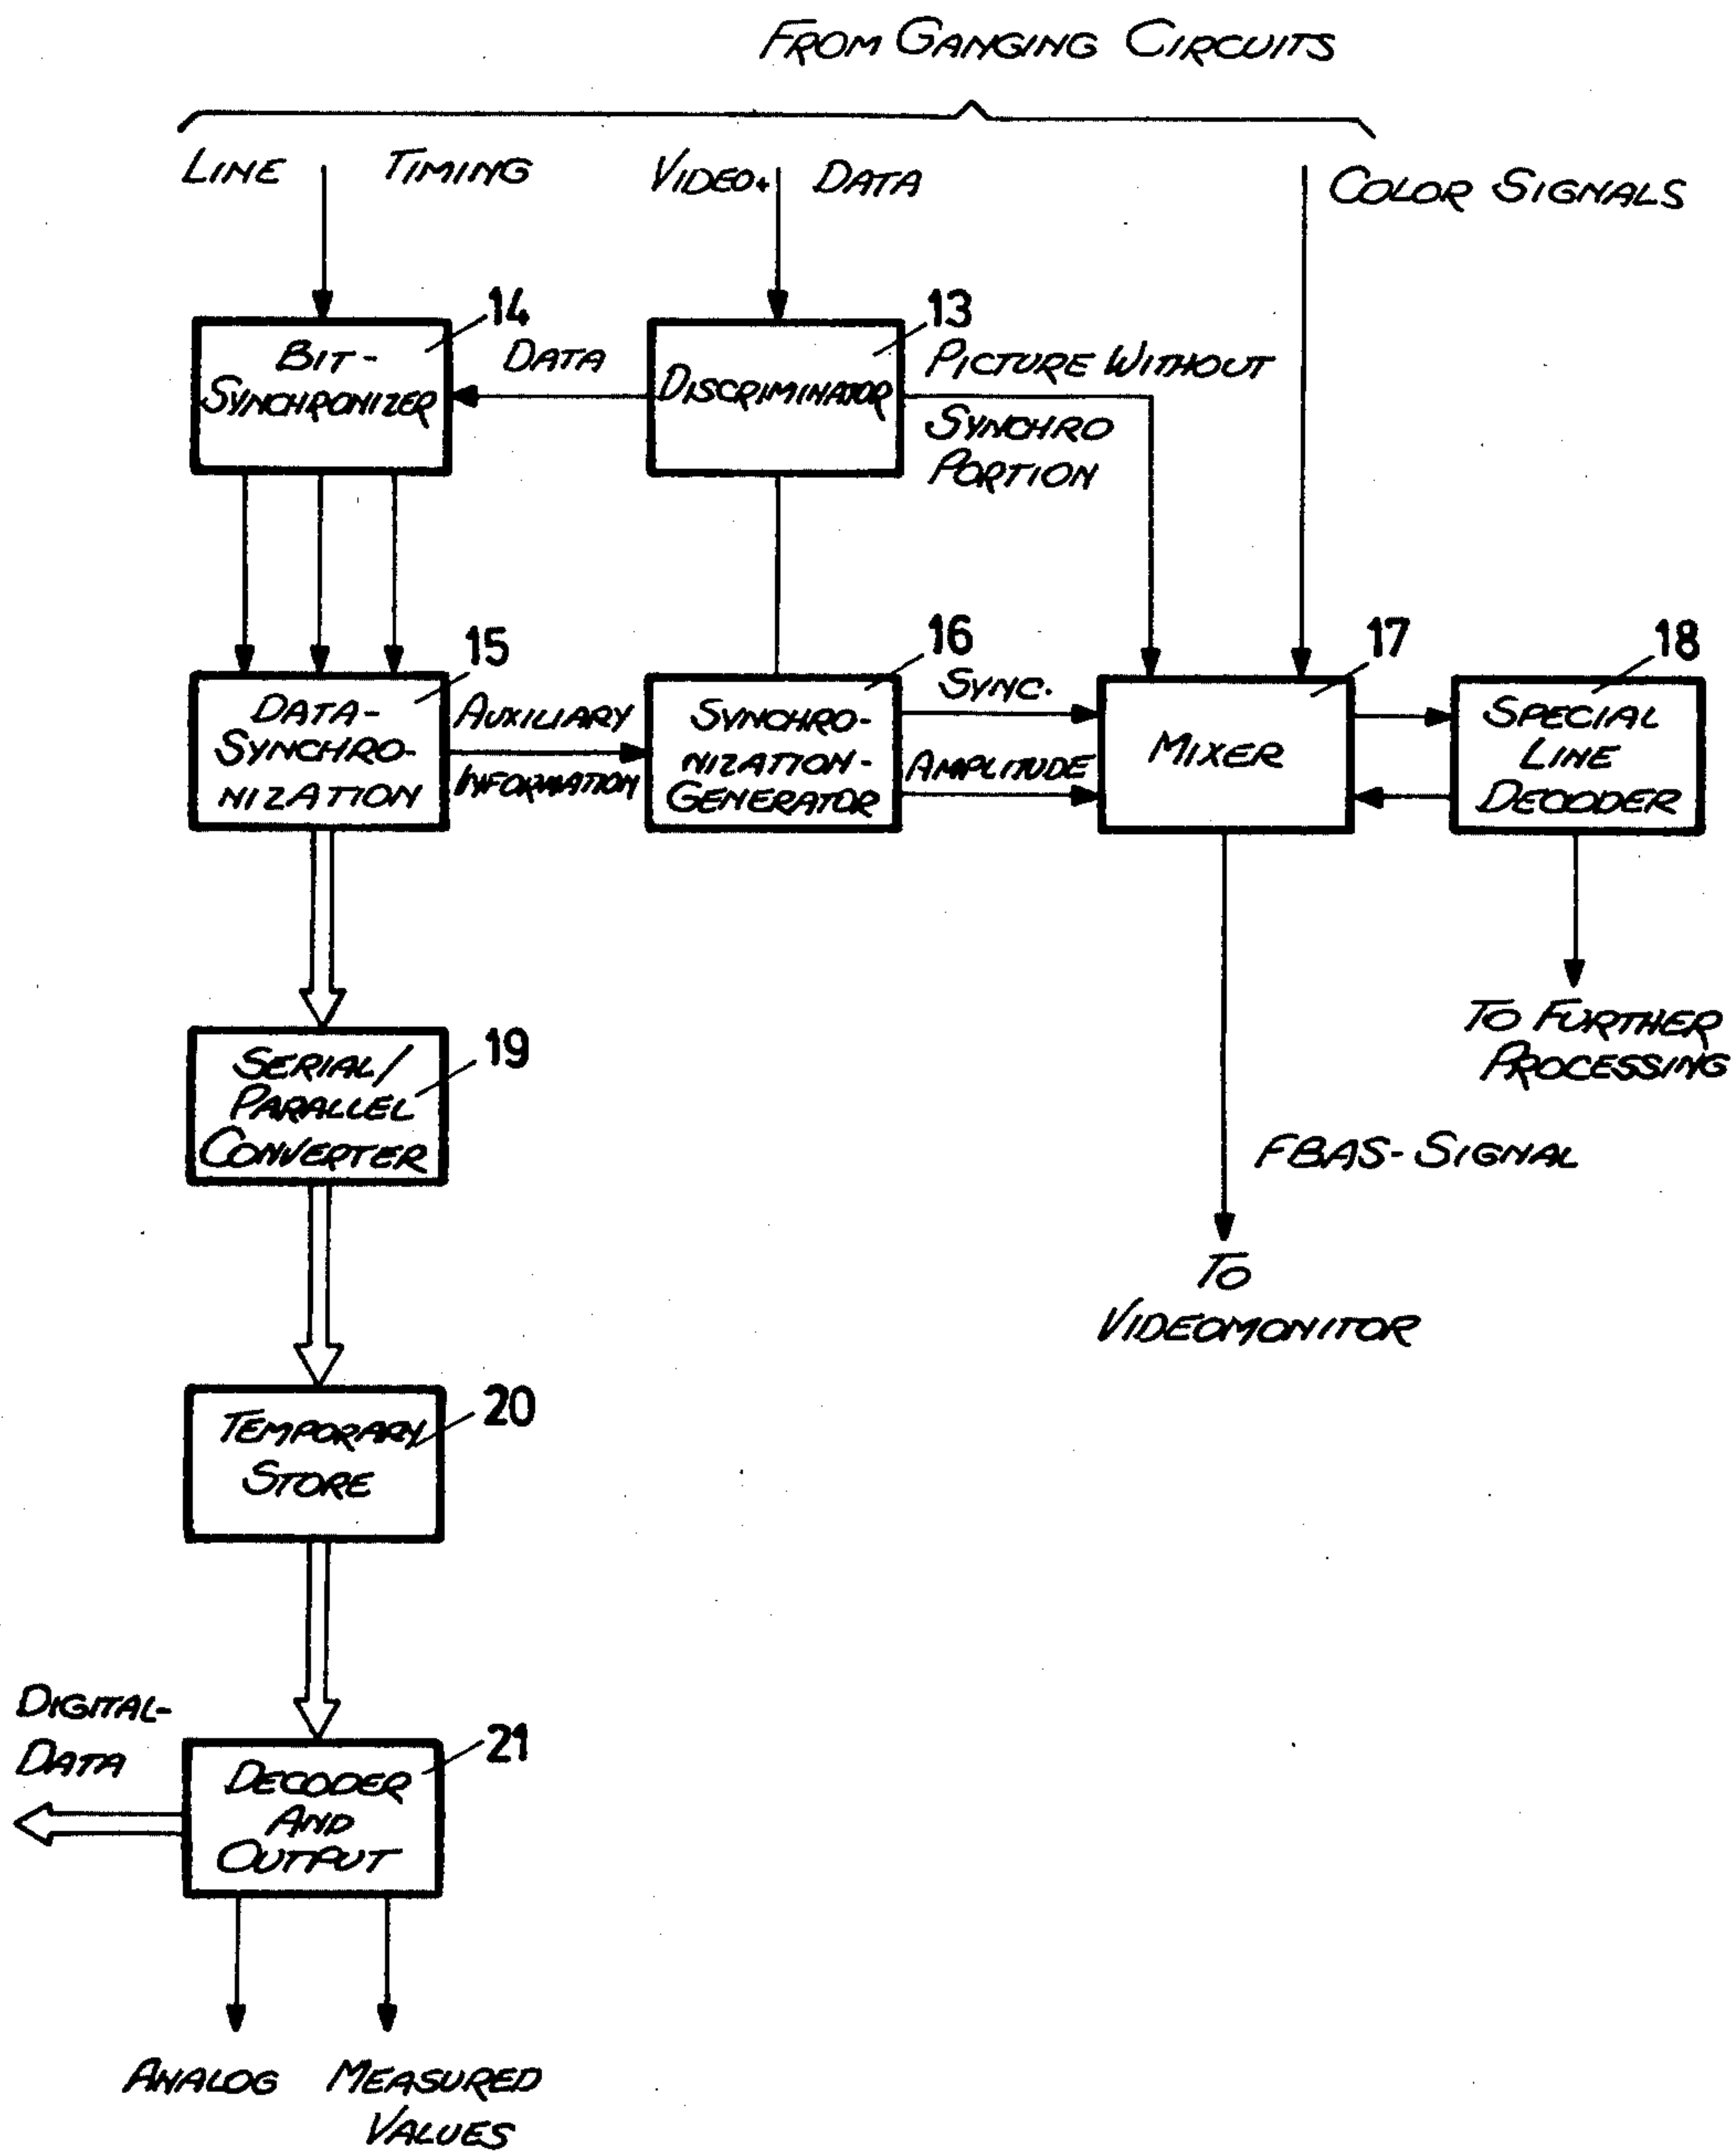 FROM GANGING CIRCUITS
LINE TIMING
VIDEO+ DATA
COLOR SIGNALS
14
BIT-
SYNCHRONIZER
DATA
13
DISCRIMINATOR
PICTURE WITHOUT
SYNCHRO
PORTION
15
DATA-
SYNCHRO-
NIZATION
AUXILIARY
INFORMATION
16
SYNCHRO-
NIZATION-
GENERATOR
SYNC.
AMPLITUDE
17
MIXER
18
SPECIAL
LINE
DECODER
TO FURTHER
PROCESSING
FBAS-SIGNAL
TO
VIDEOMONITOR
19
SERIAL/
PARALLEL
CONVERTER
20
TEMPORARY
STORE
21
DECODER
AND
OUTPUT
DIGITAL-
DATA
ANALOG MEASURED
VALUES